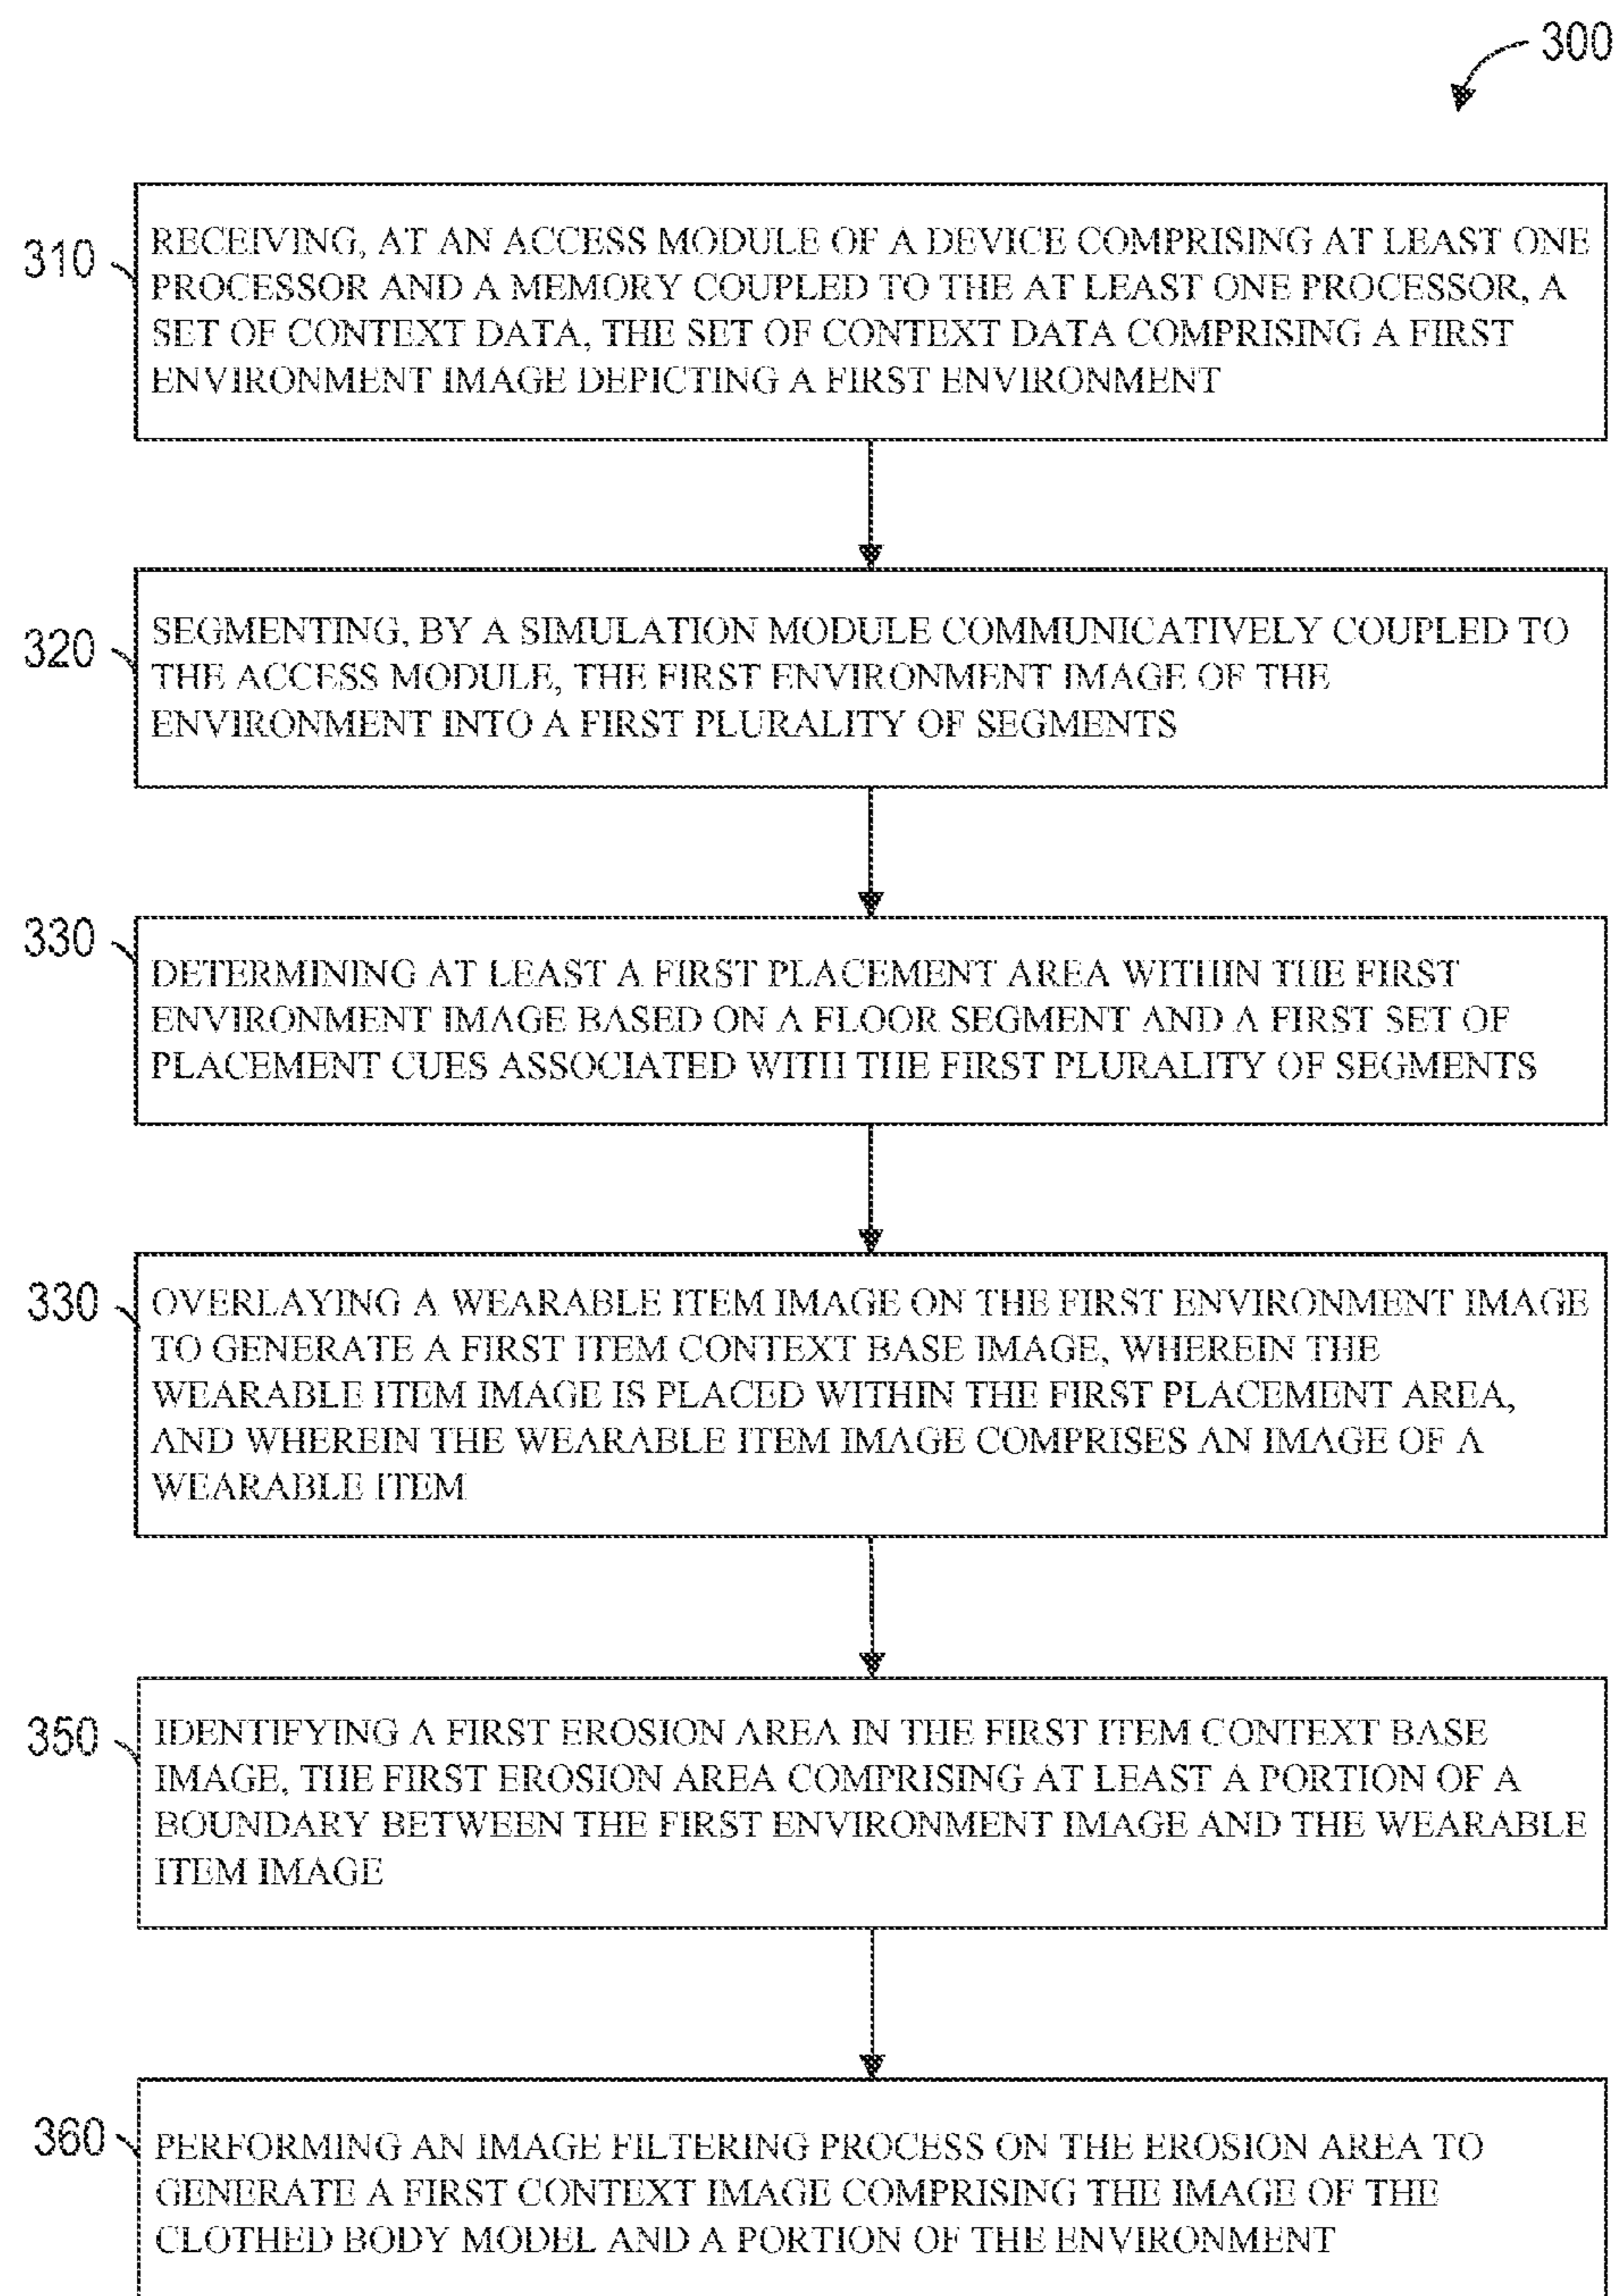 300
310
RECEIVING, AT AN ACCESS MODULE OF A DEVICE COMPRISING AT LEAST ONE
PROCESSOR AND A MEMORY COUPLED TO THE AT LEAST ONE PROCESSOR, A
SET OF CONTEXT DATA, THE SET OF CONTEXT DATA COMPRISING A FIRST
ENVIRONMENT IMAGE DEPICTING A FIRST ENVIRONMENT
320
SEGMENTING, BY A SIMULATION MODULE COMMUNICATIVELY COUPLED TO
THE ACCESS MODULE, THE FIRST ENVIRONMENT IMAGE OF THE
ENVIRONMENT INTO A FIRST PLURALITY OF SEGMENTS
330
DETERMINING AT LEAST A FIRST PLACEMENT AREA WITHIN THE FIRST
ENVIRONMENT IMAGE BASED ON A FLOOR SEGMENT AND A FIRST SET OF
PLACEMENT CUES ASSOCIATED WITH THE FIRST PLURALITY OF SEGMENTS
330
OVERLAYING A WEARABLE ITEM IMAGE ON THE FIRST ENVIRONMENT IMAGE
TO GENERATE A FIRST ITEM CONTEXT BASE IMAGE, WHEREIN THE
WEARABLE ITEM IMAGE IS PLACED WITHIN THE FIRST PLACEMENT AREA,
AND WHEREIN THE WEARABLE ITEM IMAGE COMPRISES AN IMAGE OF A
WEARABLE ITEM
350
IDENTIFYING A FIRST EROSION AREA IN THE FIRST ITEM CONTEXT BASE
IMAGE, THE FIRST EROSION AREA COMPRISING AT LEAST A PORTION OF A
BOUNDARY BETWEEN THE FIRST ENVIRONMENT IMAGE AND THE WEARABLE
ITEM IMAGE
360
PERFORMING AN IMAGE FILTERING PROCESS ON THE EROSION AREA TO
GENERATE A FIRST CONTEXT IMAGE COMPRISING THE IMAGE OF THE
CLOTHED BODY MODEL AND A PORTION OF THE ENVIRONMENT